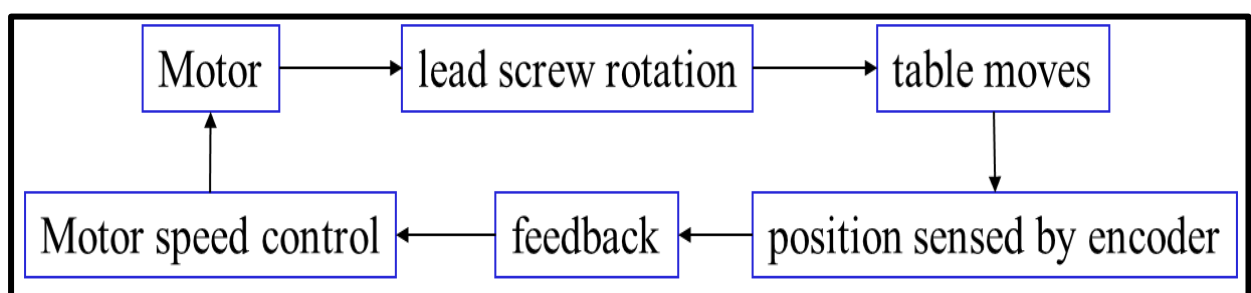 Motor
lead screw rotation
table moves
Motor speed control
feedback
position sensed by encoder